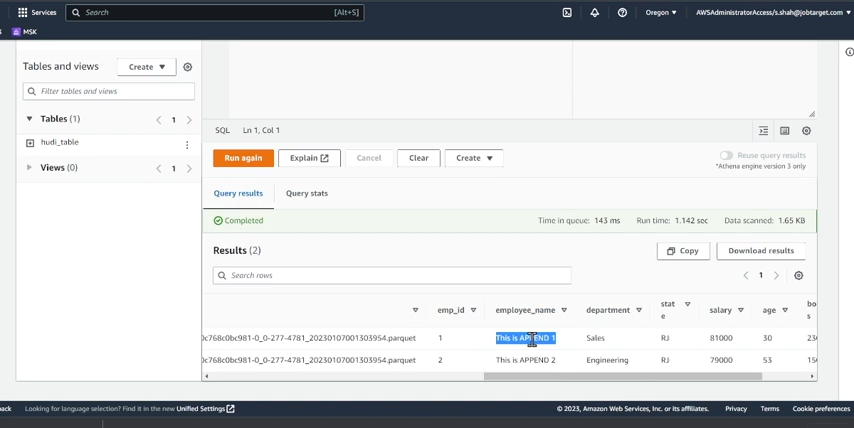 Services
Search
[Alt+S]
Oregon
AWSAdministratorAccess/s.shah@jobtarget.com
MSK
Tables and views
Create
Filter tables and views
Tables (1)
1
hudi_table
Views (0)
1
SQL Ln 1, Col 1
Run again
Explain
Cancel
Clear
Create
Reuse query results
*Athena engine version 3 only
Query results
Query stats
Completed
Time in queue: 143 ms
Run time: 1.142 sec
Data scanned: 1.65 KB
Results (2)
Copy
Download results
Search rows
1
emp_id employee_name department state salary age
0c768c0bc981-0_0-277-4781_20230107001303954.parquet 1 This is APPEND 1 Sales RJ 81000 30
0c768c0bc981-0_0-277-4781_20230107001303954.parquet 2 This is APPEND 2 Engineering RJ 79000 53
Looking for language selection? Find it in the new Unified Settings
© 2023, Amazon Web Services, Inc. or its affiliates. Privacy Terms Cookie preferences